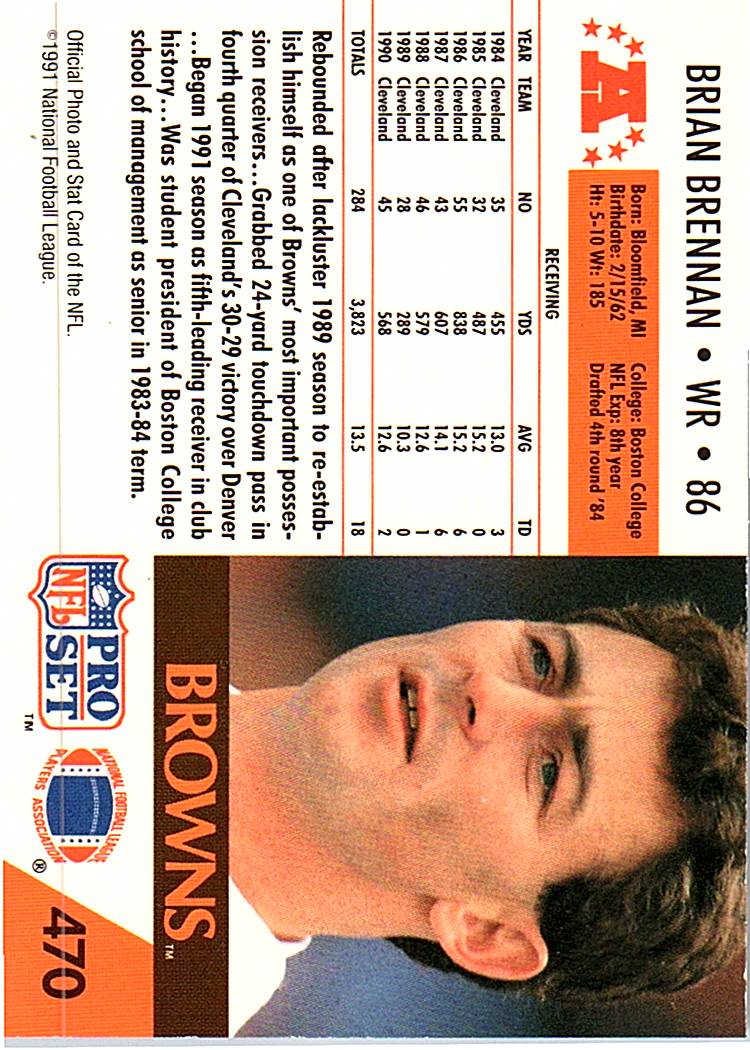 BRIAN BRENNAN • WR • 86
A
Born: Bloomfield, MI College: Boston College
Birthdate: 2/15/62 NFL Exp: 8th year
Ht: 5-10 Wt: 185 Drafted 4th round '84
RECEIVING
YEAR TEAM NO YDS AVG TD
1984 Cleveland 35 455 13.0 3
1985 Cleveland 32 487 15.2 0
1986 Cleveland 55 838 15.2 6
1987 Cleveland 43 607 14.1 6
1988 Cleveland 46 579 12.6 1
1989 Cleveland 28 289 10.3 0
1990 Cleveland 45 568 12.6 2
TOTALS 284 3,823 13.5 18
Rebounded after lackluster 1989 season to re-estab-
lish himself as one of Browns' most important posses-
sion receivers...Grabbed 24-yard touchdown pass in
fourth quarter of Cleveland's 30-29 victory over Denver
...Began 1991 season as fifth-leading receiver in club
history...Was student president of Boston College
school of management as senior in 1983-84 term.
Official Photo and Stat Card of the NFL.
©1991 National Football League.
BROWNS™
NFL
PRO
SET™
NATIONAL FOOTBALL LEAGUE
PLAYERS ASSOCIATION
®
470